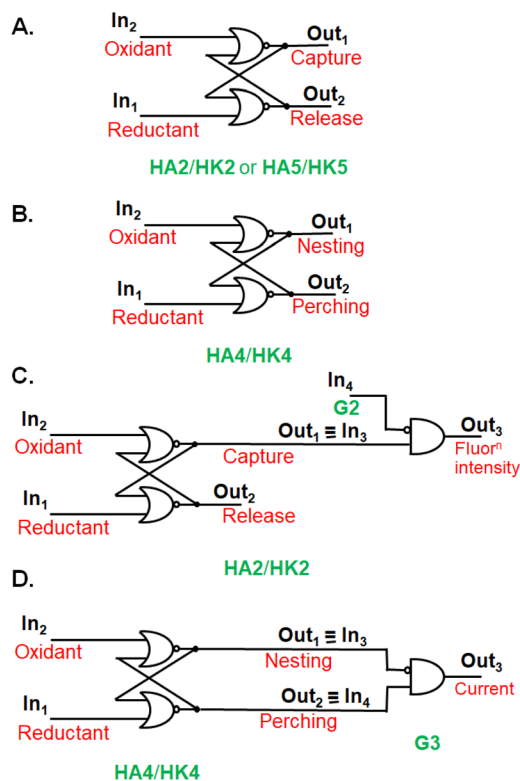 A.
In₂
Oxidant
Out₁
Capture
In₁
Reductant
Out₂
Release
HA2/HK2 or HA5/HK5
B.
In₂
Oxidant
Out₁
Nesting
In₁
Reductant
Out₂
Perching
HA4/HK4
C.
In₄
G2
In₂
Oxidant
Out₁ ≡ In₃
Capture
Out₃
Fluorⁿ
intensity
In₁
Reductant
Out₂
Release
HA2/HK2
D.
In₂
Oxidant
Out₁ ≡ In₃
Nesting
Out₃
Current
In₁
Reductant
Out₂ ≡ In₄
Perching
G3
HA4/HK4